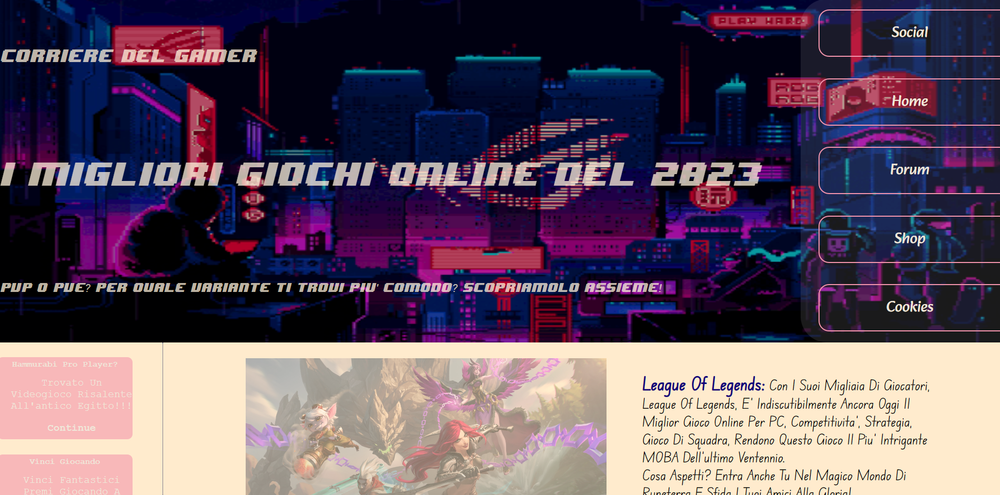 PLAY HARD
Social
CORRIERE DEL GAMER
Home
I MIGLIORI GIOCHI ONLINE DEL 2023
Forum
Shop
PVP O PVE? PER QUALE VARIANTE TI TROVI PIU' COMODO? SCOPRIAMOLO ASSIEME!
Cookies
Hammurabi Pro Player?
Trovato Un
Videogioco Risalente
All'antico Egitto!!!
Continue
Vinci Giocando
Vinci Fantastici
Premi Giocando A
League Of Legends: Con I Suoi Migliaia Di Giocatori,
League Of Legends, E' Indiscutibilmente Ancora Oggi Il
Miglior Gioco Online Per PC, Competitivita', Strategia,
Gioco Di Squadra, Rendono Questo Gioco Il Piu' Intrigante
MOBA Dell'ultimo Ventennio.
Cosa Aspetti? Entra Anche Tu Nel Magico Mondo Di
Runeterra E Sfida I Tuoi Amici Alla Gloria!